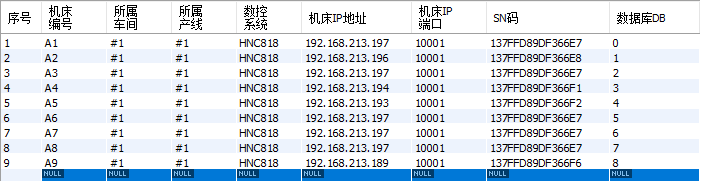 序号 机床编号 所属车间 所属产线 数控系统 机床IP地址 机床IP端口 SN码 数据库DB
1 A1 #1 #1 HNC818 192.168.213.197 10001 137FFD89DF366E7 0
2 A2 #1 #1 HNC818 192.168.213.196 10001 137FFD89DF366E8 1
3 A3 #1 #1 HNC818 192.168.213.197 10001 137FFD89DF366E7 2
4 A4 #1 #1 HNC818 192.168.213.194 10001 137FFD89DF366F1 3
5 A5 #1 #1 HNC818 192.168.213.193 10001 137FFD89DF366F2 4
6 A6 #1 #1 HNC818 192.168.213.197 10001 137FFD89DF366E7 5
7 A7 #1 #1 HNC818 192.168.213.197 10001 137FFD89DF366E7 6
8 A8 #1 #1 HNC818 192.168.213.197 10001 137FFD89DF366E7 7
9 A9 #1 #1 HNC818 192.168.213.189 10001 137FFD89DF366F6 8
NULL NULL NULL NULL NULL NULL NULL NULL